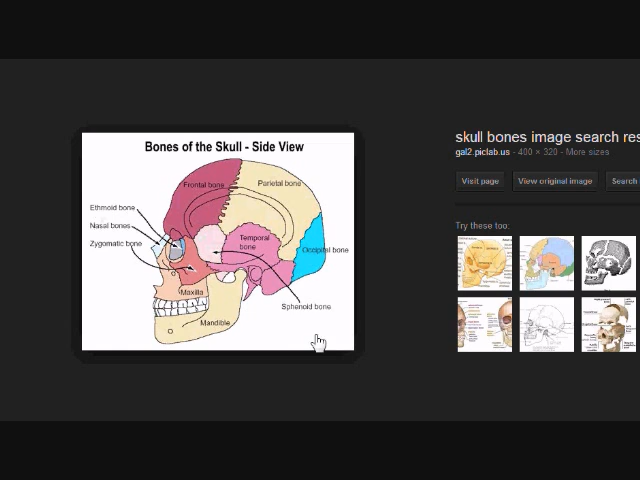 Bones of the Skull - Side View
Frontal bone
Parietal bone
Ethmoid bone
Nasal bones
Zygomatic bone
Temporal
bone
Occipital bone
Sphenoid bone
Maxilla
Mandible
skull bones image search res
gal2.piclab.us - 400 × 320 - More sizes
Visit page
View original image
Search
Try these too: